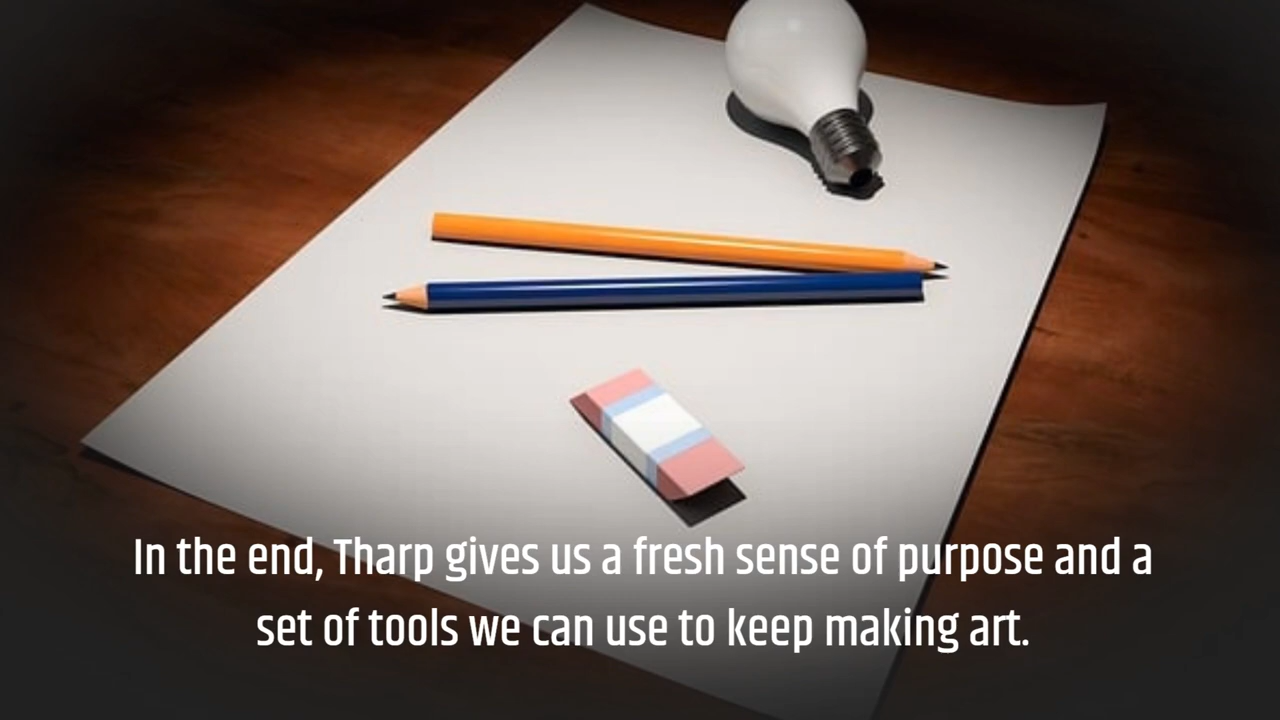 In the end, Tharp gives us a fresh sense of purpose and a
set of tools we can use to keep making art.